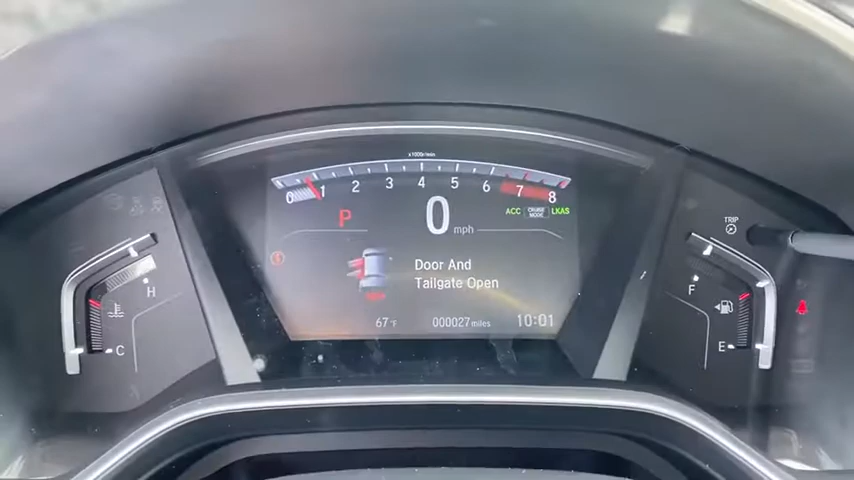 x1000r/min
0 1 2 3 4 5 6 7 8
P
0 mph
ACC CRUISE MODE LKAS
TRIP
Door And
Tailgate Open
H
C
F
E
67°F
000027 miles
10:01